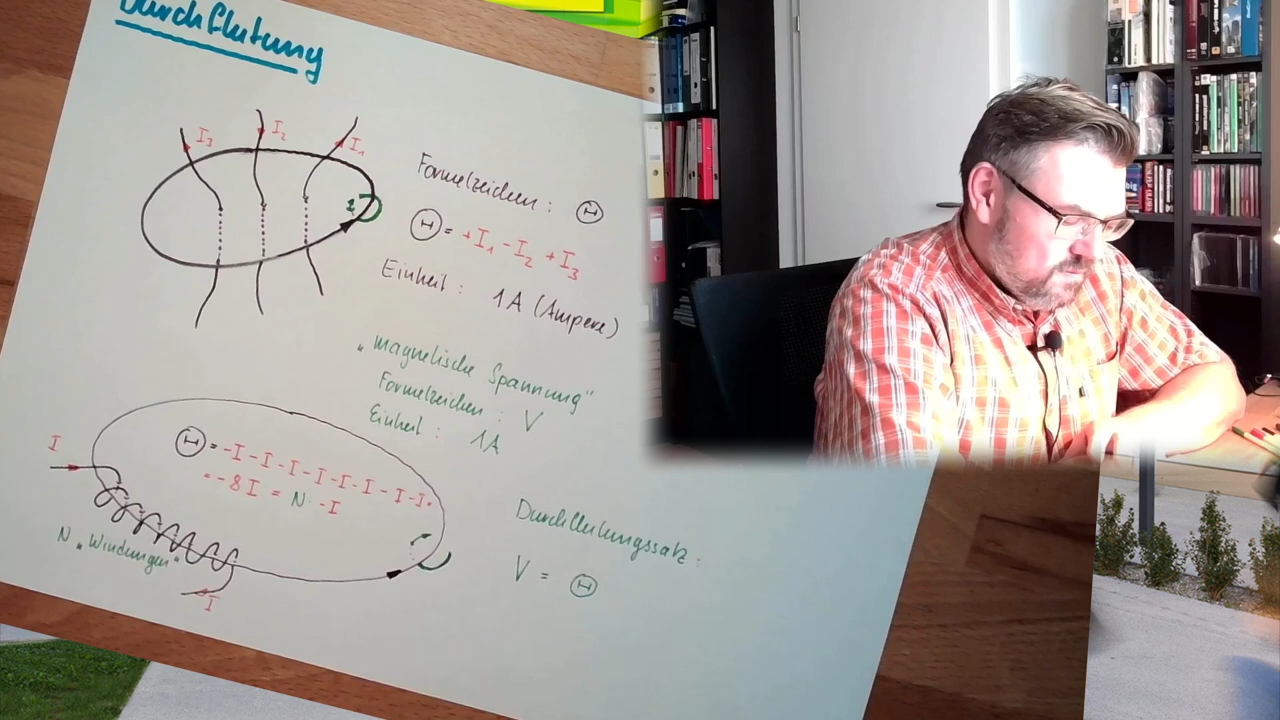 Durchflutung
I₃
I₂
I₁
1
Formelzeichen : Θ
Θ = +I₁ - I₂ + I₃
Einheit : 1A (Ampere)
„magnetische Spannung"
Formelzeichen : V
Einheit : 1A
I
Θ = -I-I-I-I-I-I-I-I =
= -8I = N · -I
N „Windungen"
I
Durchflutungssatz :
V = Θ